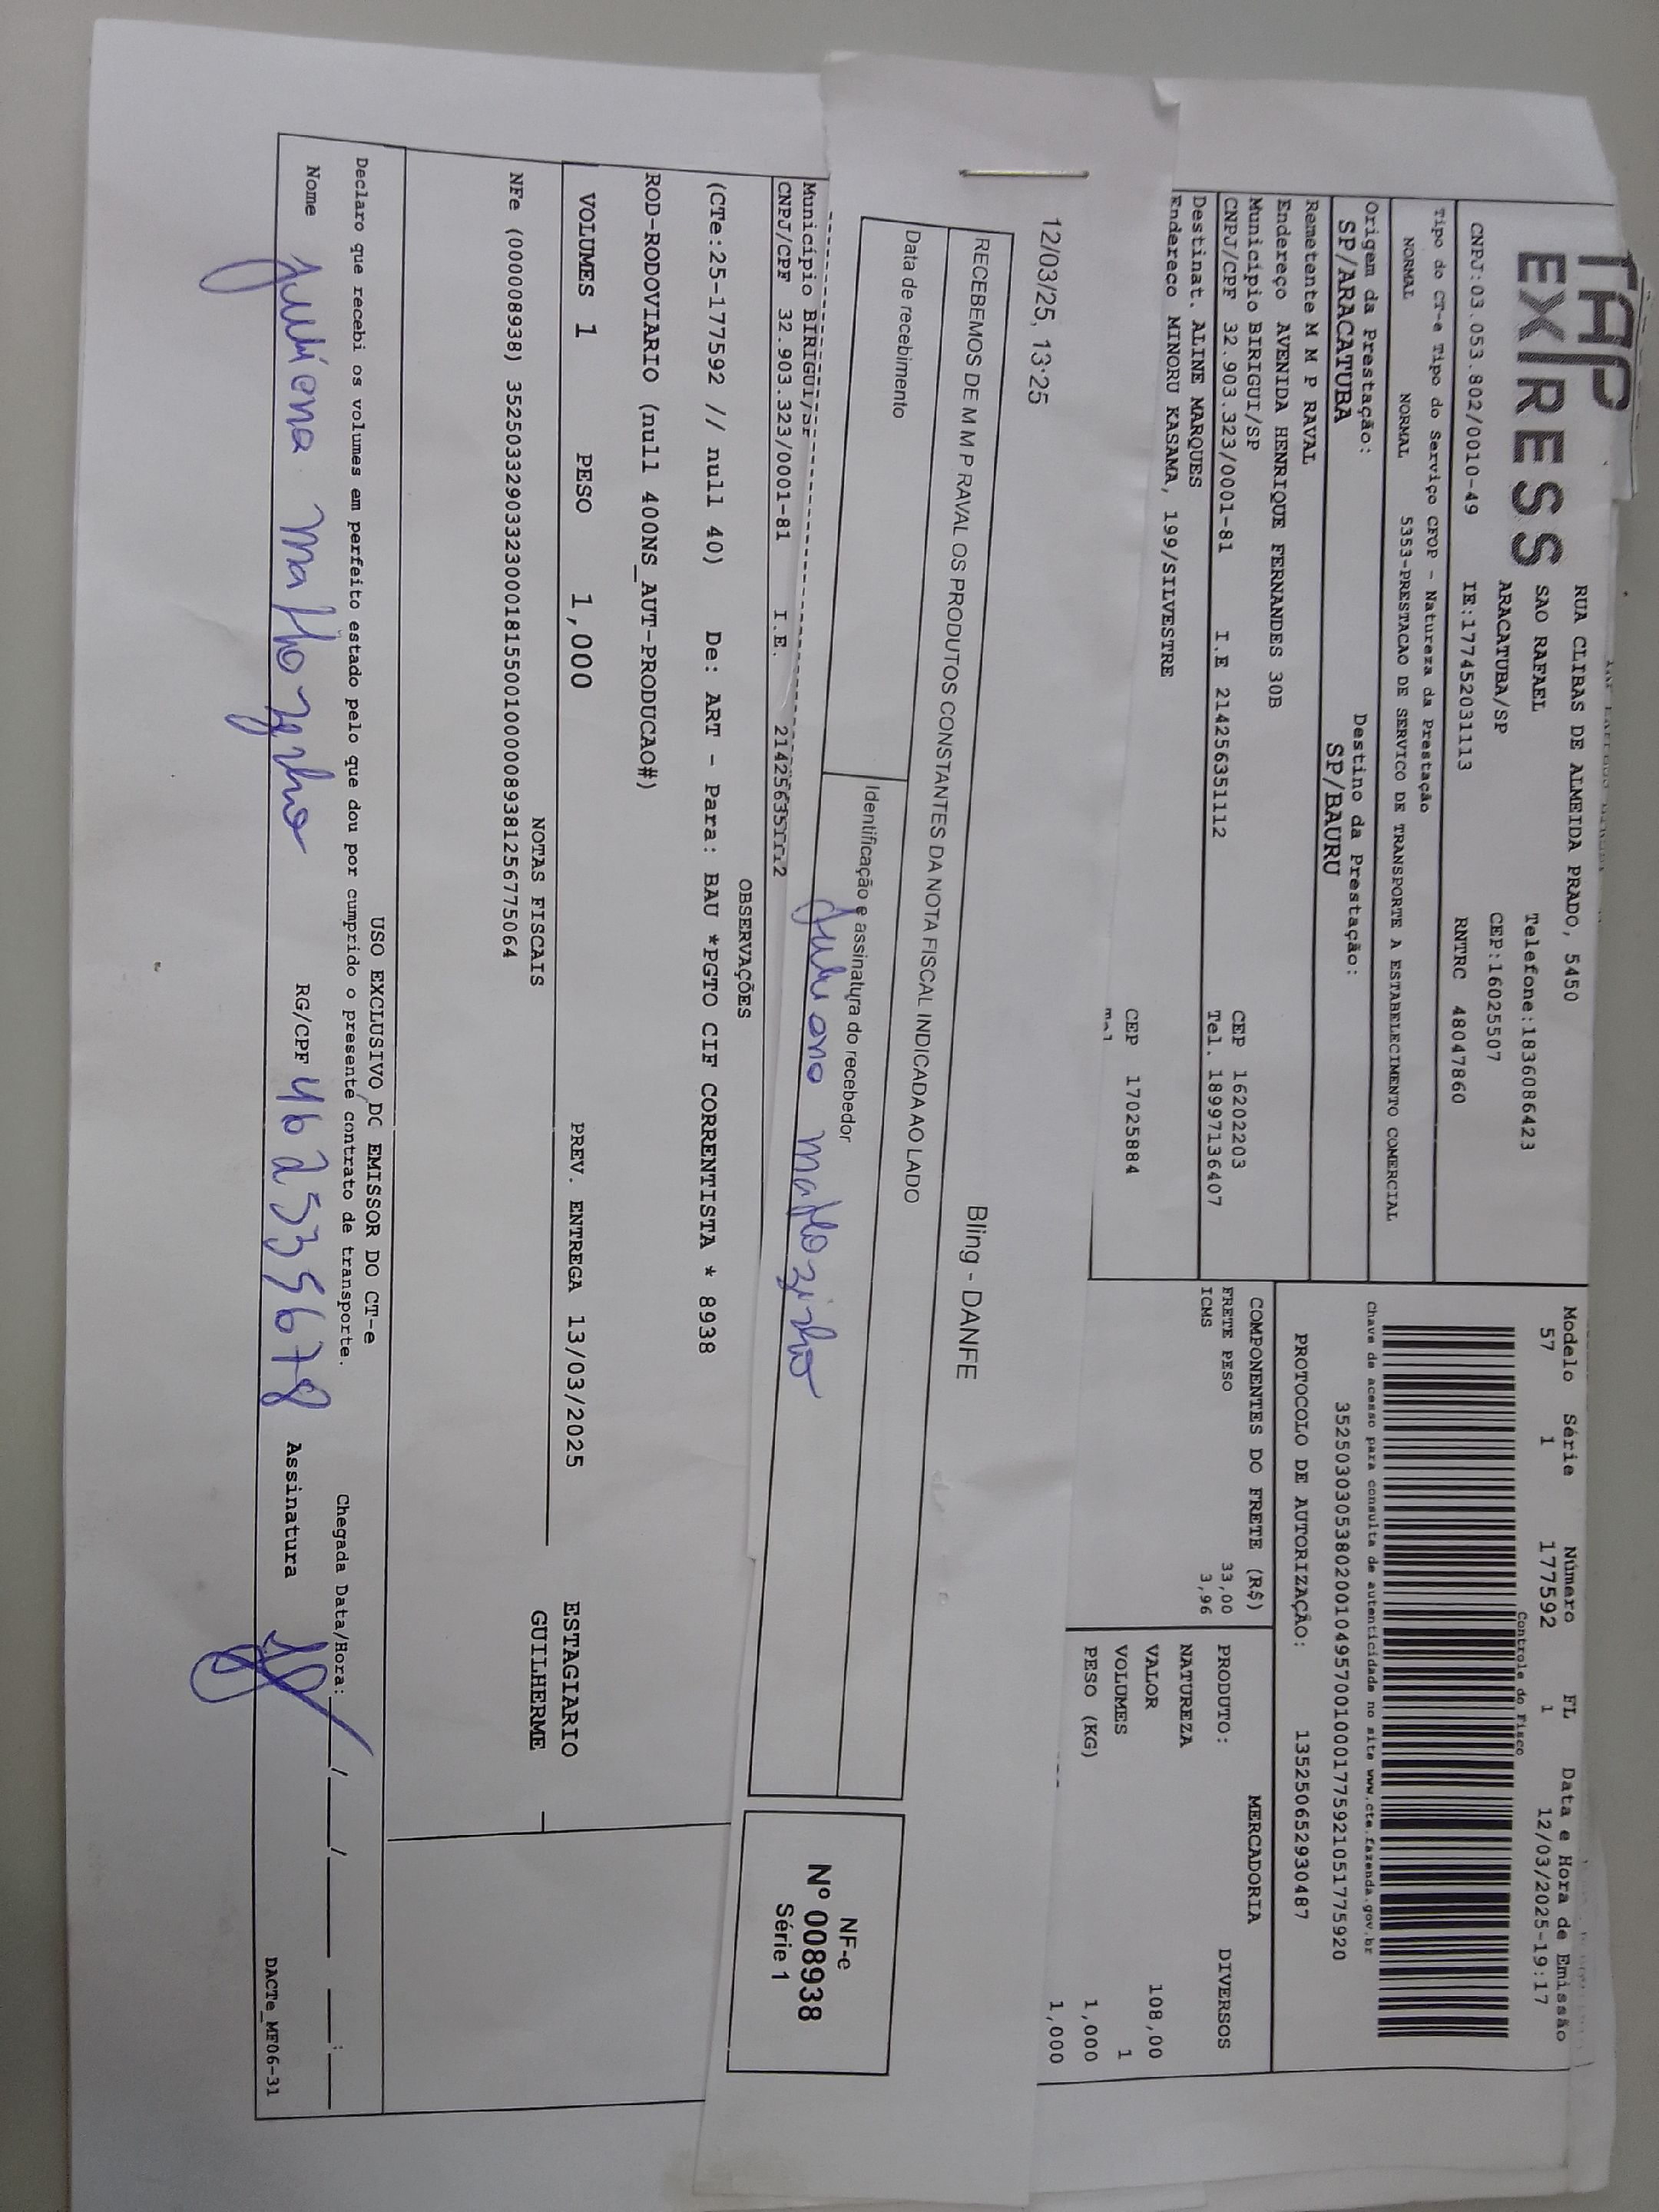 TAP
EXPRESS
RUA CLIBAS DE ALMEIDA PRADO, 5450
SAO RAFAEL Telefone:1836086423
ARACATUBA/SP CEP:16025507
CNPJ:03.053.802/0010-49 IE:177452031113 RNTRC 48047860
Modelo Série Número FL Data e Hora de Emissão
57 1 177592 1 12/03/2025-19:17
Controle do Fisco
Tipo do CT-e Tipo do Serviço CFOP - Natureza da Prestação
NORMAL NORMAL 5353-PRESTACAO DE SERVICO DE TRANSPORTE A ESTABELECIMENTO COMERCIAL
Chave de acesso para consulta de autenticidade no site www.cte.fazenda.gov.br
35250303053802001049570010001775921051775920
Origem da Prestação: Destino da Prestação:
SP/ARACATUBA SP/BAURU
PROTOCOLO DE AUTORIZAÇÃO: 135250652930487
Remetente M M P RAVAL
Endereço AVENIDA HENRIQUE FERNANDES 30B
Município BIRIGUI/SP CEP 16202203
CNPJ/CPF 32.903.323/0001-81 I.E 214256351112 Tel. 18997136407
Destinat. ALINE MARQUES
Endereco MINORU KASAMA, 199/SILVESTRE
CEP 17025884
COMPONENTES DO FRETE (R$)
FRETE PESO 33,00
ICMS 3,96
MERCADORIA
PRODUTO: DIVERSOS
NATUREZA
VALOR 108,00
VOLUMES 1
PESO (KG) 1,000
1,000
12/03/25, 13:25 Bling - DANFE
RECEBEMOS DE M M P RAVAL OS PRODUTOS CONSTANTES DA NOTA FISCAL INDICADA AO LADO
Data de recebimento Identificação e assinatura do recebedor
Juliana Matozinho
NF-e
Nº 008938
Série 1
Município BIRIGUI/SP
CNPJ/CPF 32.903.323/0001-81 I.E. 214256351112
OBSERVAÇÕES
(CTe:25-177592 // null 40) De: ART - Para: BAU *PGTO CIF CORRENTISTA * 8938
ROD-RODOVIARIO (null 400NS_AUT-PRODUCAO#)
VOLUMES 1 PESO 1,000 PREV. ENTREGA 13/03/2025 ESTAGIARIO
GUILHERME
NOTAS FISCAIS
NFe (000008938) 35250332903323000181550010000089381256775064
USO EXCLUSIVO DC EMISSOR DO CT-e
Declaro que recebi os volumes em perfeito estado pelo que dou por cumprido o presente contrato de transporte. Chegada Data/Hora: / / :
Nome Juliana Matozinho RG/CPF Assinatura
DACTe_MF06-31